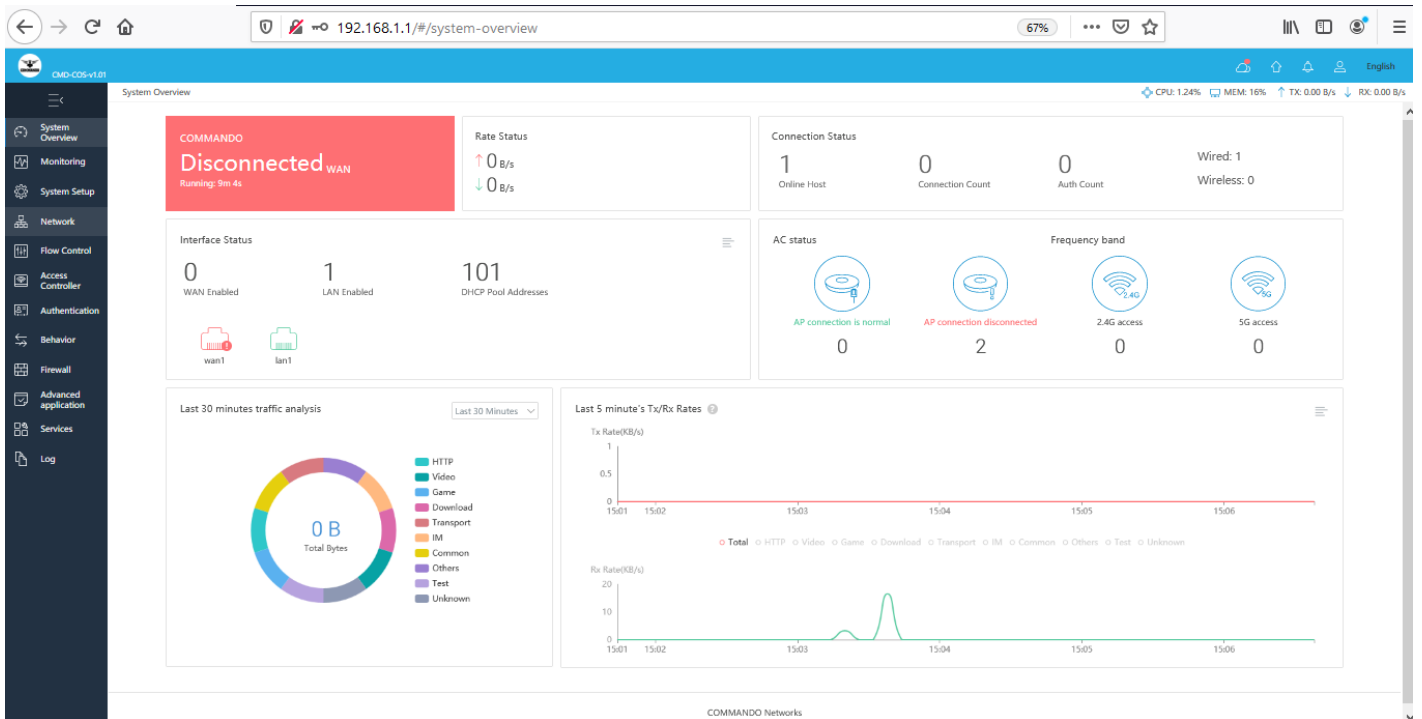 192.168.1.1/#/system-overview
67%
CMD-COS-v1.01
English
System Overview
CPU: 1.24%
MEM: 16%
TX: 0.00 B/s
RX: 0.00 B/s
System
Overview
Monitoring
System Setup
Network
Flow Control
Access
Controller
Authentication
Behavior
Firewall
Advanced
application
Services
Log
COMMANDO
Disconnected WAN
Running: 9m 4s
Rate Status
↑ 0 B/s
↓ 0 B/s
Connection Status
1
Online Host
0
Connection Count
0
Auth Count
Wired: 1
Wireless: 0
Interface Status
0
WAN Enabled
1
LAN Enabled
101
DHCP Pool Addresses
wan1
lan1
AC status
Frequency band
2.4G
5G
AP connection is normal
AP connection disconnected
2.4G access
5G access
0
2
0
0
Last 30 minutes traffic analysis
Last 30 Minutes
0 B
Total Bytes
HTTP
Video
Game
Download
Transport
IM
Common
Others
Test
Unknown
Last 5 minute's Tx/Rx Rates
Tx Rate(KB/s)
1
0.5
0
15:01 15:02 15:03 15:04 15:05 15:06
Total HTTP Video Game Download Transport IM Common Others Test Unknown
Rx Rate(KB/s)
20
10
0
15:01 15:02 15:03 15:04 15:05 15:06
COMMANDO Networks